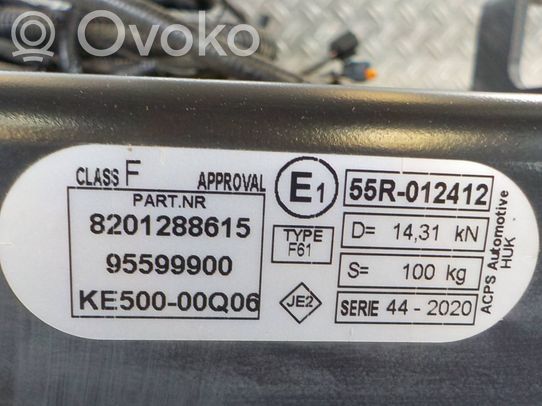 Ovoko
CLASS F APPROVAL E1
PART.NR
8201288615
95599900
KE500-00Q06
TYPE
F61
JE2
55R-012412
D= 14,31 kN
S= 100 kg
SERIE 44 - 2020
ACPS Automotive
HUK